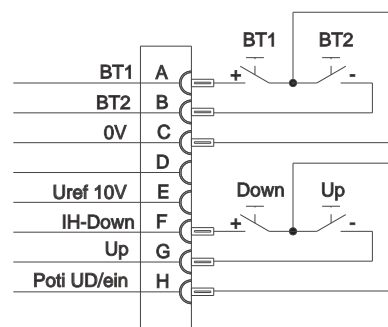 BT1 BT2
BT1 A + -
BT2 B
0V C
D
Uref 10V E Down Up
IH-Down F + -
Up G
Poti UD/ein H